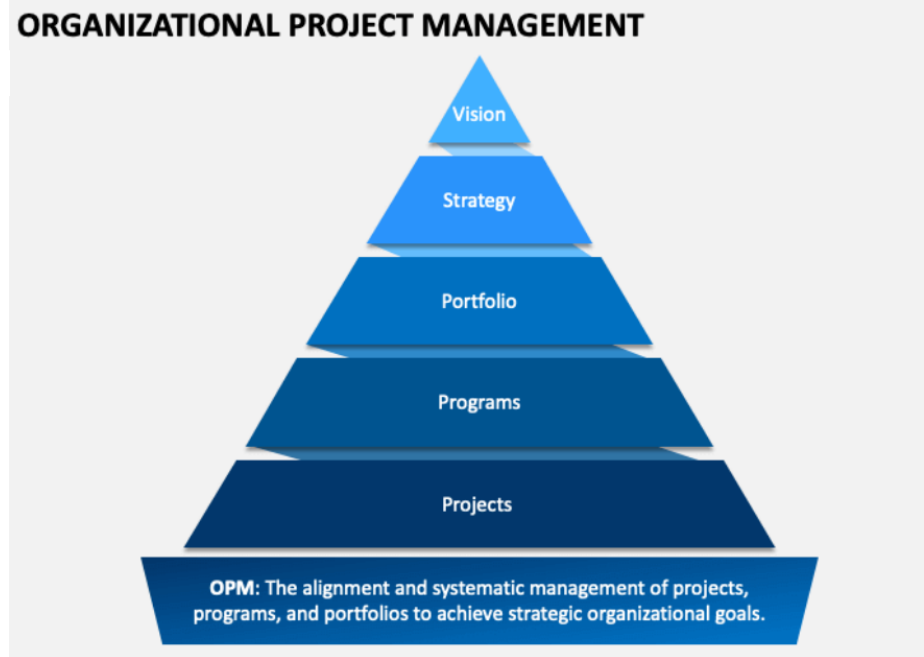 ORGANIZATIONAL PROJECT MANAGEMENT
Vision
Strategy
Portfolio
Programs
Projects
OPM: The alignment and systematic management of projects,
programs, and portfolios to achieve strategic organizational goals.